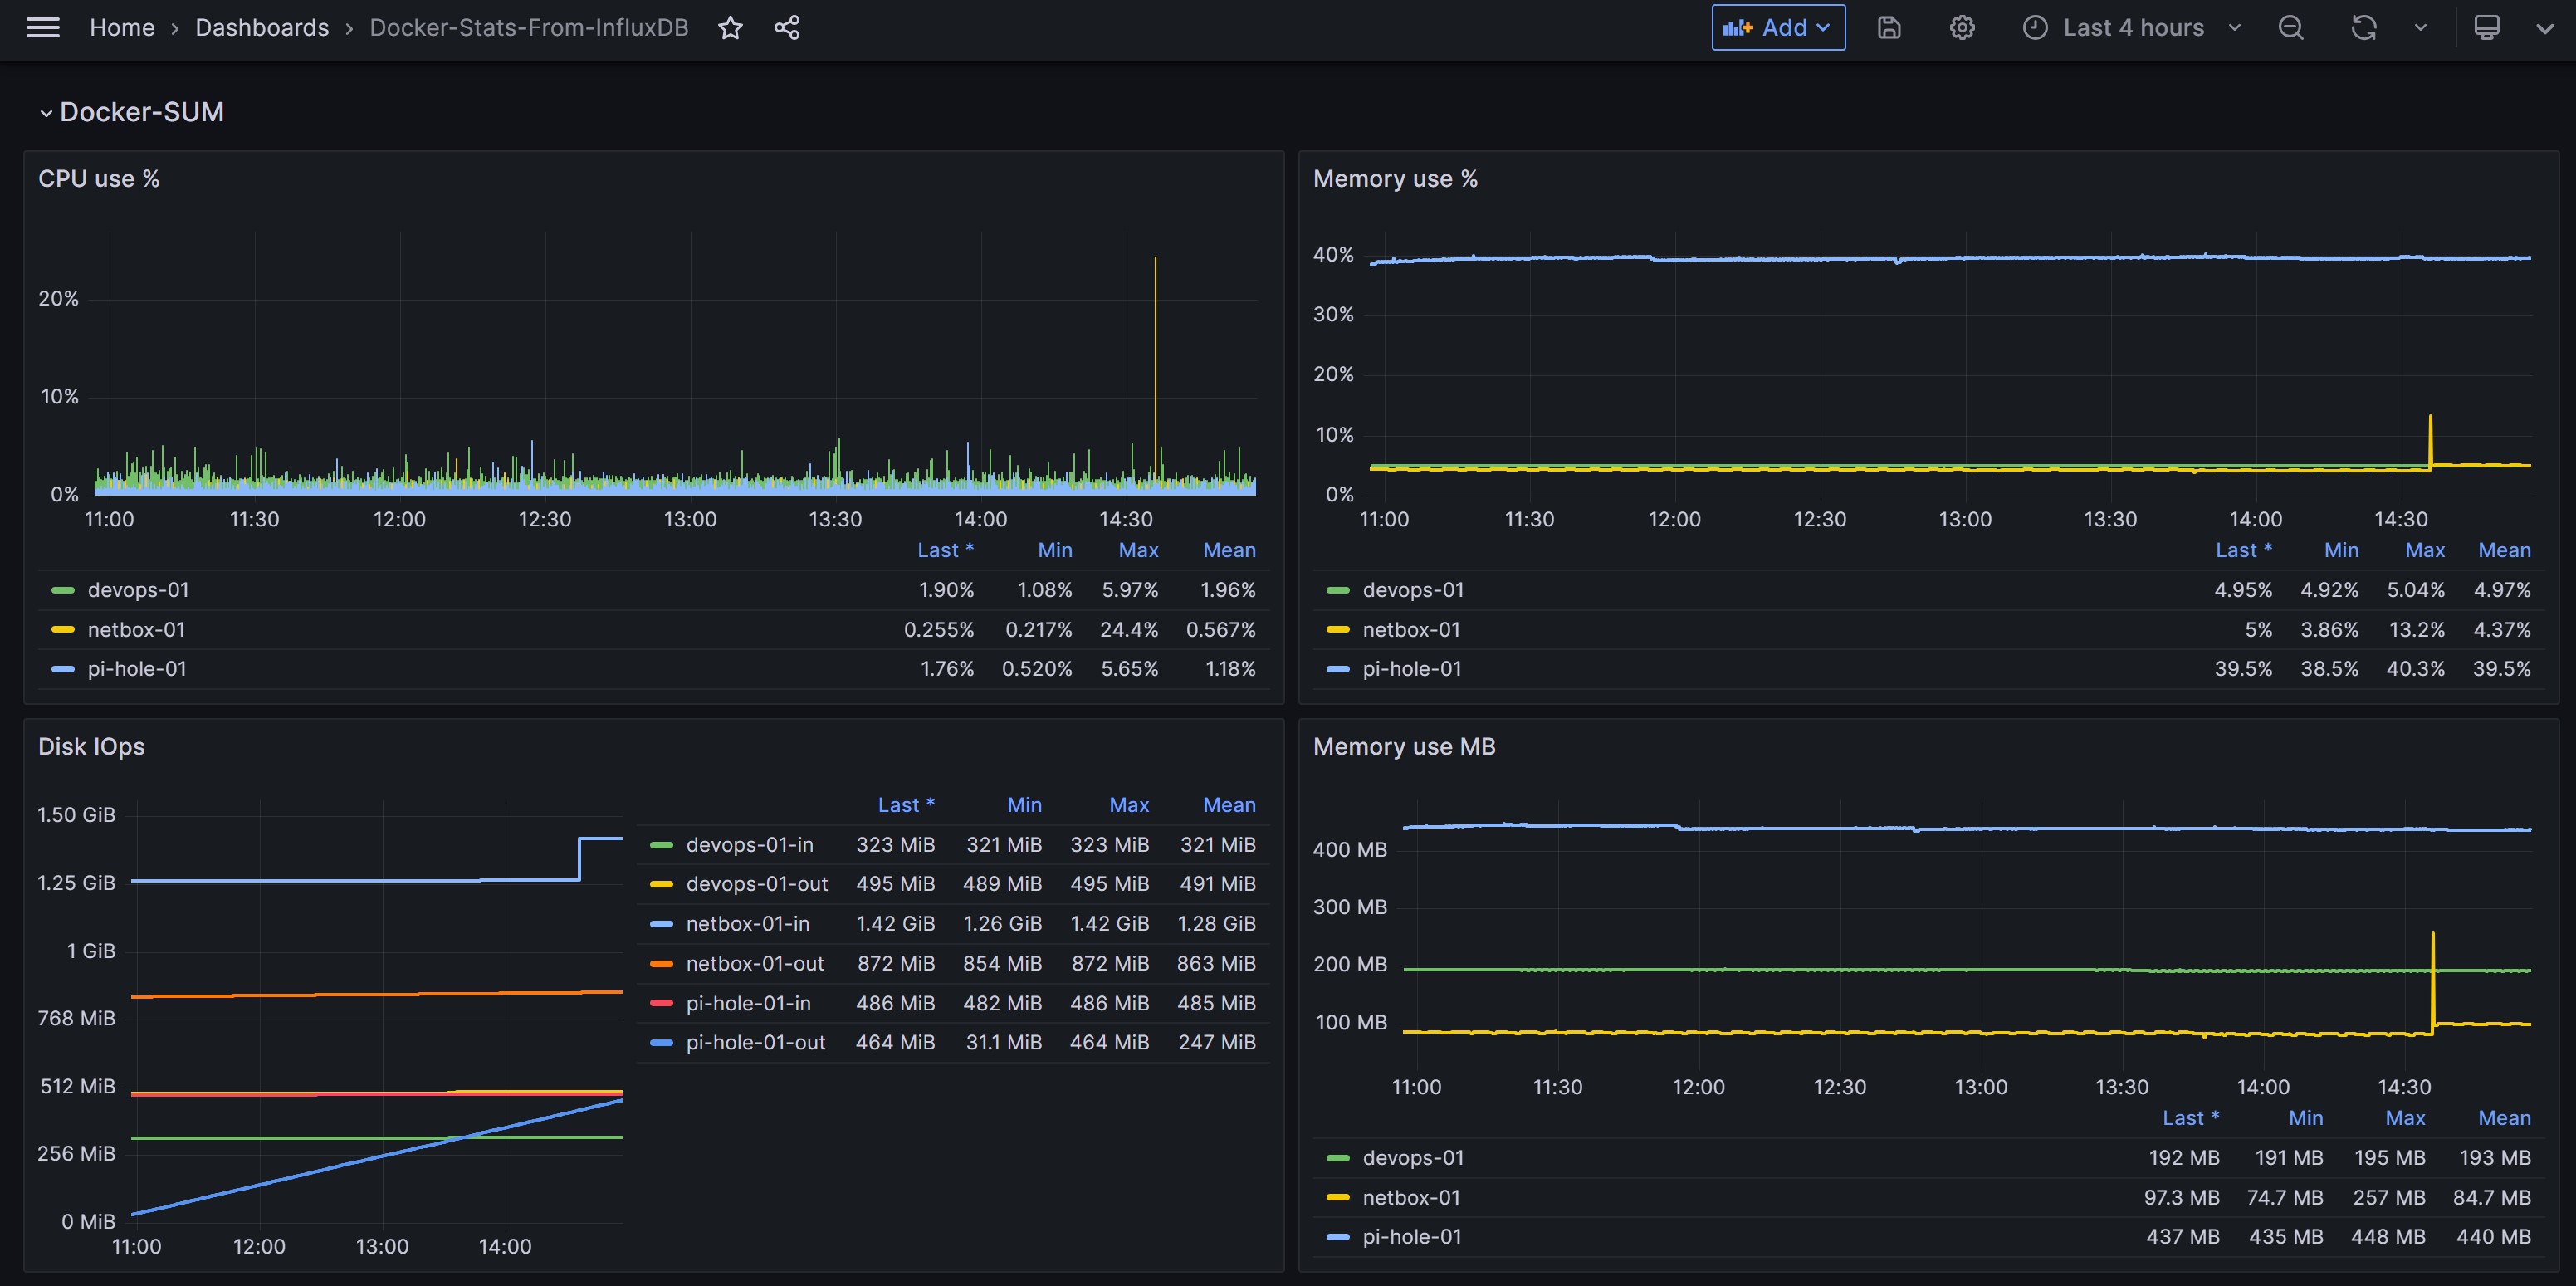 Home › Dashboards › Docker-Stats-From-InfluxDB
Add
Last 4 hours
Docker-SUM
CPU use %
20%
10%
0%
11:00 11:30 12:00 12:30 13:00 13:30 14:00 14:30
Last * Min Max Mean
devops-01 1.90% 1.08% 5.97% 1.96%
netbox-01 0.255% 0.217% 24.4% 0.567%
pi-hole-01 1.76% 0.520% 5.65% 1.18%
Memory use %
40%
30%
20%
10%
0%
11:00 11:30 12:00 12:30 13:00 13:30 14:00 14:30
Last * Min Max Mean
devops-01 4.95% 4.92% 5.04% 4.97%
netbox-01 5% 3.86% 13.2% 4.37%
pi-hole-01 39.5% 38.5% 40.3% 39.5%
Disk IOps
1.50 GiB
1.25 GiB
1 GiB
768 MiB
512 MiB
256 MiB
0 MiB
11:00 12:00 13:00 14:00
Last * Min Max Mean
devops-01-in 323 MiB 321 MiB 323 MiB 321 MiB
devops-01-out 495 MiB 489 MiB 495 MiB 491 MiB
netbox-01-in 1.42 GiB 1.26 GiB 1.42 GiB 1.28 GiB
netbox-01-out 872 MiB 854 MiB 872 MiB 863 MiB
pi-hole-01-in 486 MiB 482 MiB 486 MiB 485 MiB
pi-hole-01-out 464 MiB 31.1 MiB 464 MiB 247 MiB
Memory use MB
400 MB
300 MB
200 MB
100 MB
11:00 11:30 12:00 12:30 13:00 13:30 14:00 14:30
Last * Min Max Mean
devops-01 192 MB 191 MB 195 MB 193 MB
netbox-01 97.3 MB 74.7 MB 257 MB 84.7 MB
pi-hole-01 437 MB 435 MB 448 MB 440 MB